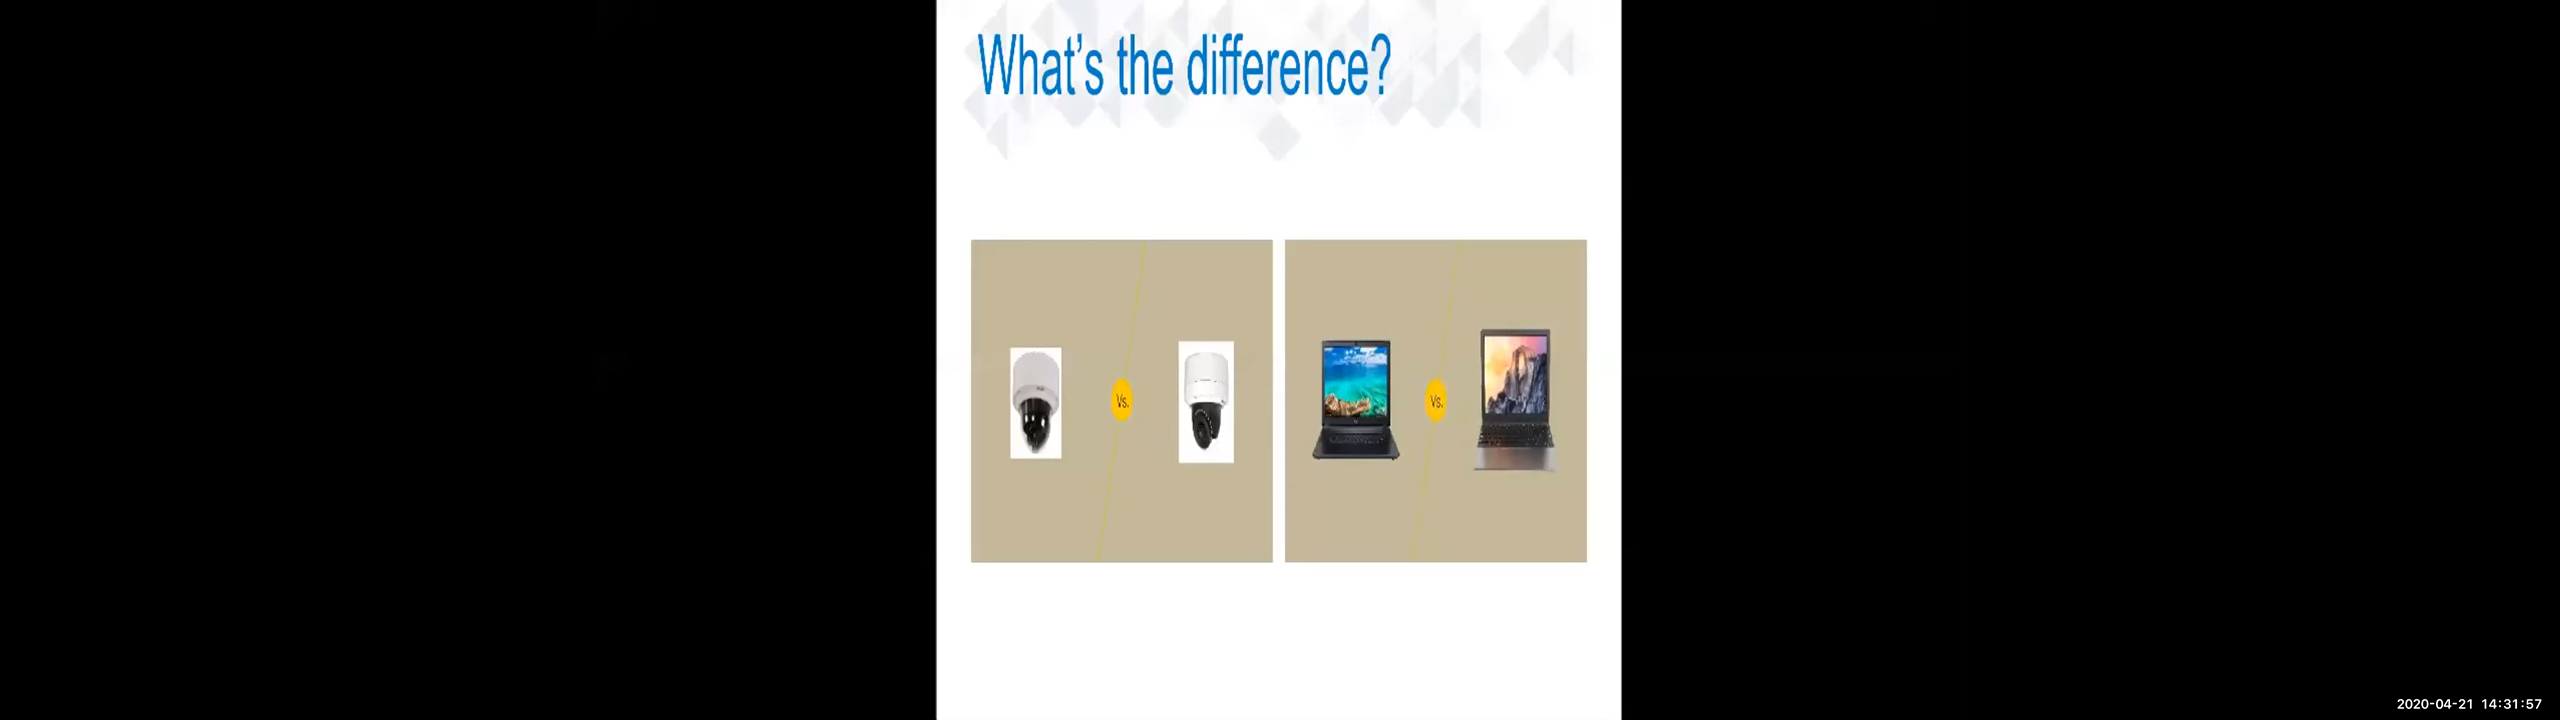 What's the difference?
Vs.
Vs.
2020-04-21 14:31:57